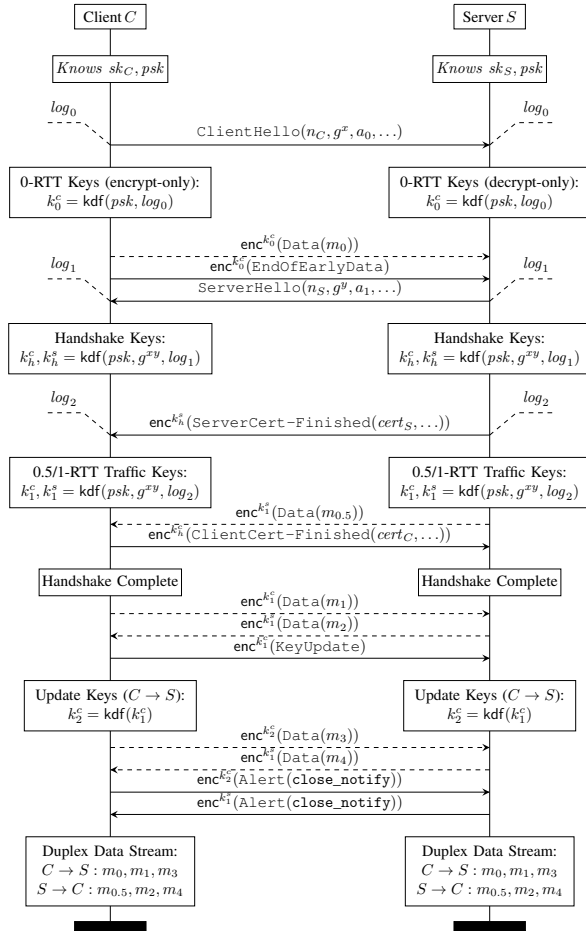 Client C Server S
Knows sk_C, psk Knows sk_S, psk
log_0 log_0
ClientHello(n_C, g^x, a_0, ...)
0-RTT Keys (encrypt-only): 0-RTT Keys (decrypt-only):
k_0^c = kdf(psk, log_0) k_0^c = kdf(psk, log_0)
enc^{k_0^c}(Data(m_0))
enc^{k_0^c}(EndOfEarlyData)
log_1 log_1
ServerHello(n_S, g^y, a_1, ...)
Handshake Keys: Handshake Keys:
k_h^c, k_h^s = kdf(psk, g^{xy}, log_1) k_h^c, k_h^s = kdf(psk, g^{xy}, log_1)
log_2 log_2
enc^{k_h^s}(ServerCert-Finished(cert_S, ...))
0.5/1-RTT Traffic Keys: 0.5/1-RTT Traffic Keys:
k_1^c, k_1^s = kdf(psk, g^{xy}, log_2) k_1^c, k_1^s = kdf(psk, g^{xy}, log_2)
enc^{k_1^s}(Data(m_{0.5}))
enc^{k_h^c}(ClientCert-Finished(cert_C, ...))
Handshake Complete Handshake Complete
enc^{k_1^c}(Data(m_1))
enc^{k_1^s}(Data(m_2))
enc^{k_1^c}(KeyUpdate)
Update Keys (C → S): Update Keys (C → S):
k_2^c = kdf(k_1^c) k_2^c = kdf(k_1^c)
enc^{k_2^c}(Data(m_3))
enc^{k_1^s}(Data(m_4))
enc^{k_2^c}(Alert(close_notify))
enc^{k_1^s}(Alert(close_notify))
Duplex Data Stream: Duplex Data Stream:
C → S : m_0, m_1, m_3 C → S : m_0, m_1, m_3
S → C : m_{0.5}, m_2, m_4 S → C : m_{0.5}, m_2, m_4